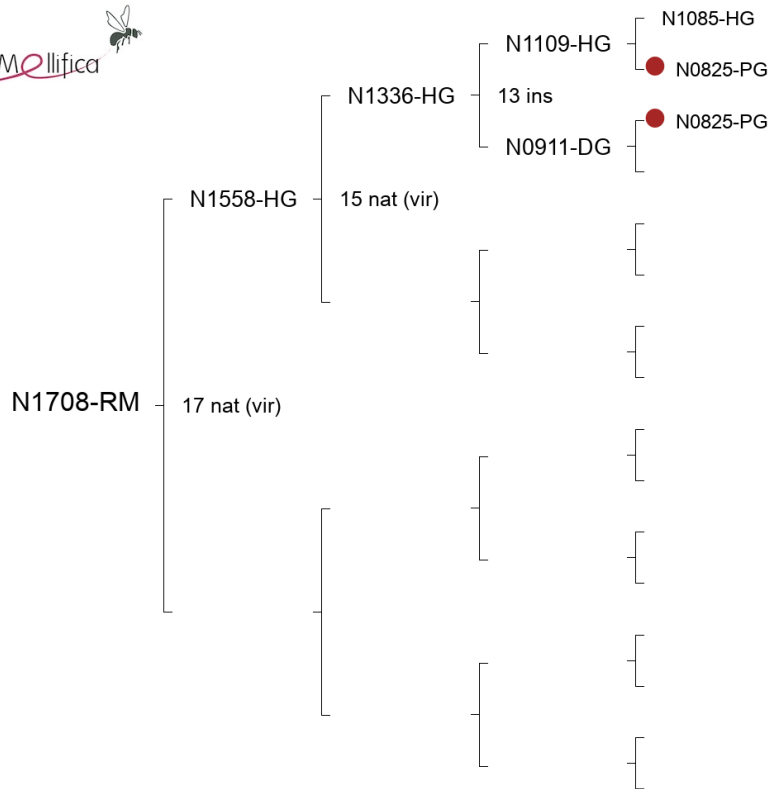 Mellifica
N1085-HG
N1109-HG
N0825-PG
N1336-HG
13 ins
N0825-PG
N0911-DG
N1558-HG
15 nat (vir)
N1708-RM
17 nat (vir)